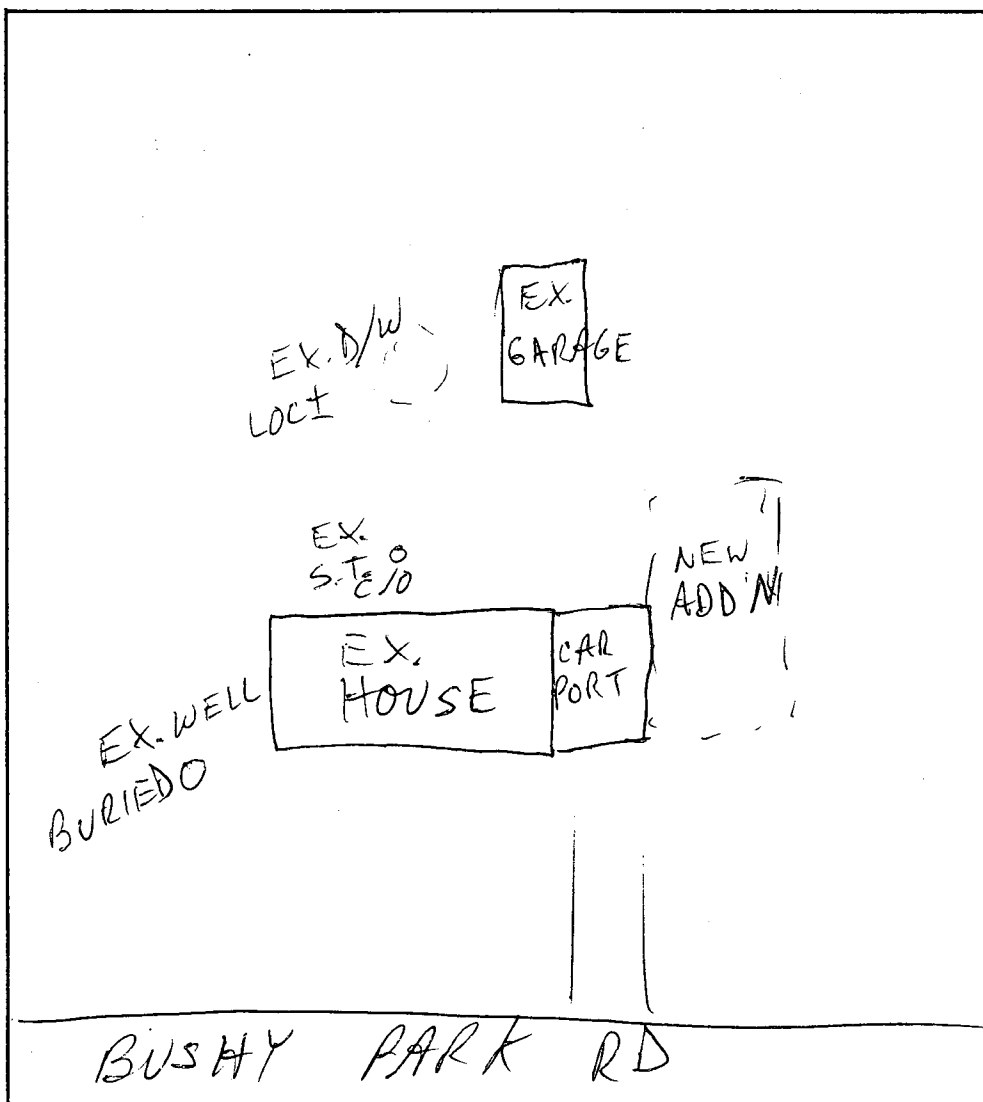 EX.
GARAGE
EX. D/W
LOC±
EX.
S.T. C/O
NEW
ADD'N
EX.
HOUSE
CAR
PORT
EX. WELL
BURIED
BUSHY PARK RD